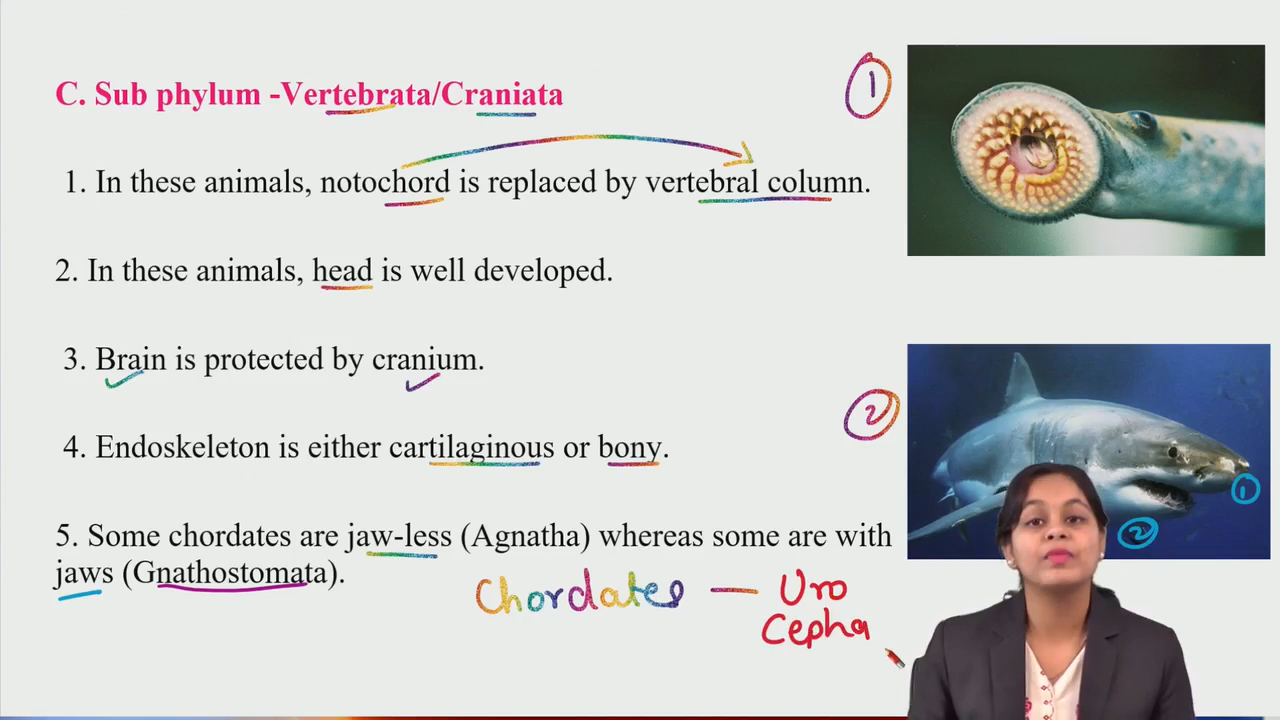 C. Sub phylum -Vertebrata/Craniata
1
1. In these animals, notochord is replaced by vertebral column.
2. In these animals, head is well developed.
3. Brain is protected by cranium.
2
4. Endoskeleton is either cartilaginous or bony.
1
2
5. Some chordates are jaw-less (Agnatha) whereas some are with
jaws (Gnathostomata).
Chordates — Uro
Cepha